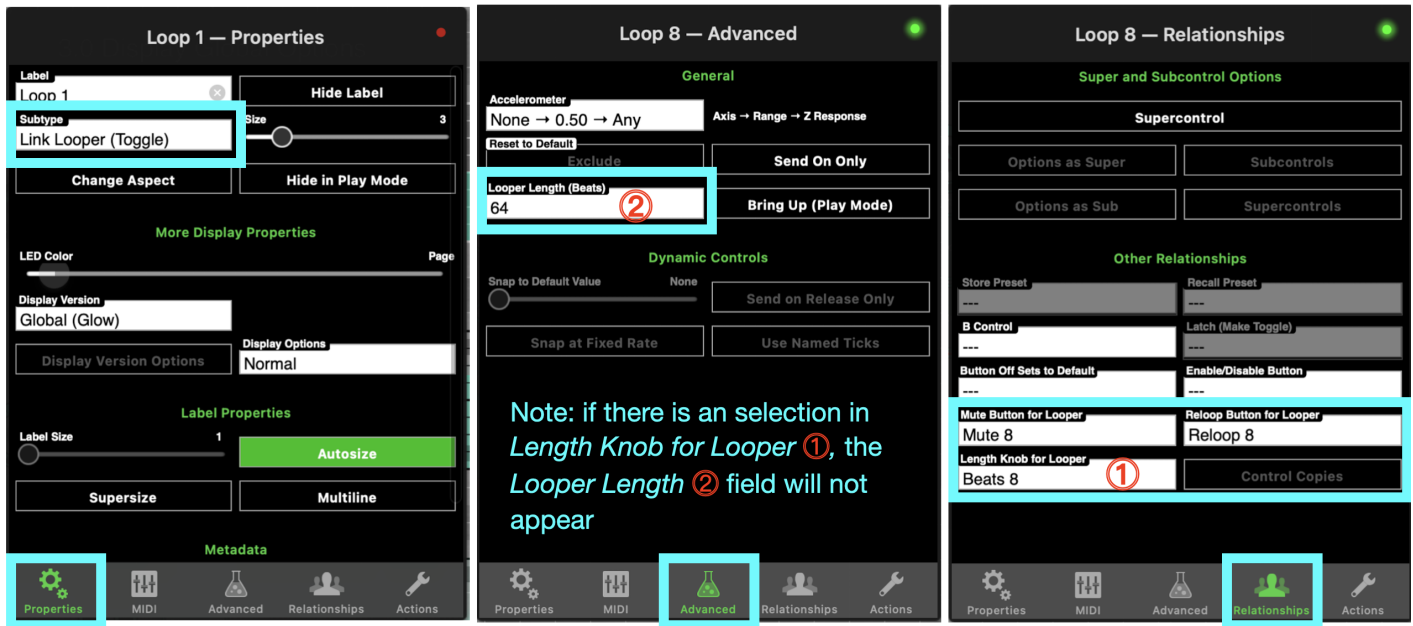 Loop 1 — Properties
Label
Loop 1
Hide Label
Subtype
Link Looper (Toggle)
Size
3
Change Aspect
Hide in Play Mode
More Display Properties
LED Color
Page
Display Version
Global (Glow)
Display Version Options
Display Options
Normal
Label Properties
Label Size
1
Autosize
Supersize
Multiline
Metadata
Properties
MIDI
Advanced
Relationships
Actions
Loop 8 — Advanced
General
Accelerometer
None → 0.50 → Any
Axis → Range → Z Response
Reset to Default
Exclude
Send On Only
Looper Length (Beats)
64
②
Bring Up (Play Mode)
Dynamic Controls
Snap to Default Value
None
Send on Release Only
Snap at Fixed Rate
Use Named Ticks
Note: if there is an selection in
Length Knob for Looper ①, the
Looper Length ② field will not
appear
Properties
MIDI
Advanced
Relationships
Actions
Loop 8 — Relationships
Super and Subcontrol Options
Supercontrol
Options as Super
Subcontrols
Options as Sub
Supercontrols
Other Relationships
Store Preset
---
Recall Preset
---
B Control
---
Latch (Make Toggle)
---
Button Off Sets to Default
---
Enable/Disable Button
---
Mute Button for Looper
Mute 8
Reloop Button for Looper
Reloop 8
Length Knob for Looper
Beats 8
①
Control Copies
Properties
MIDI
Advanced
Relationships
Actions